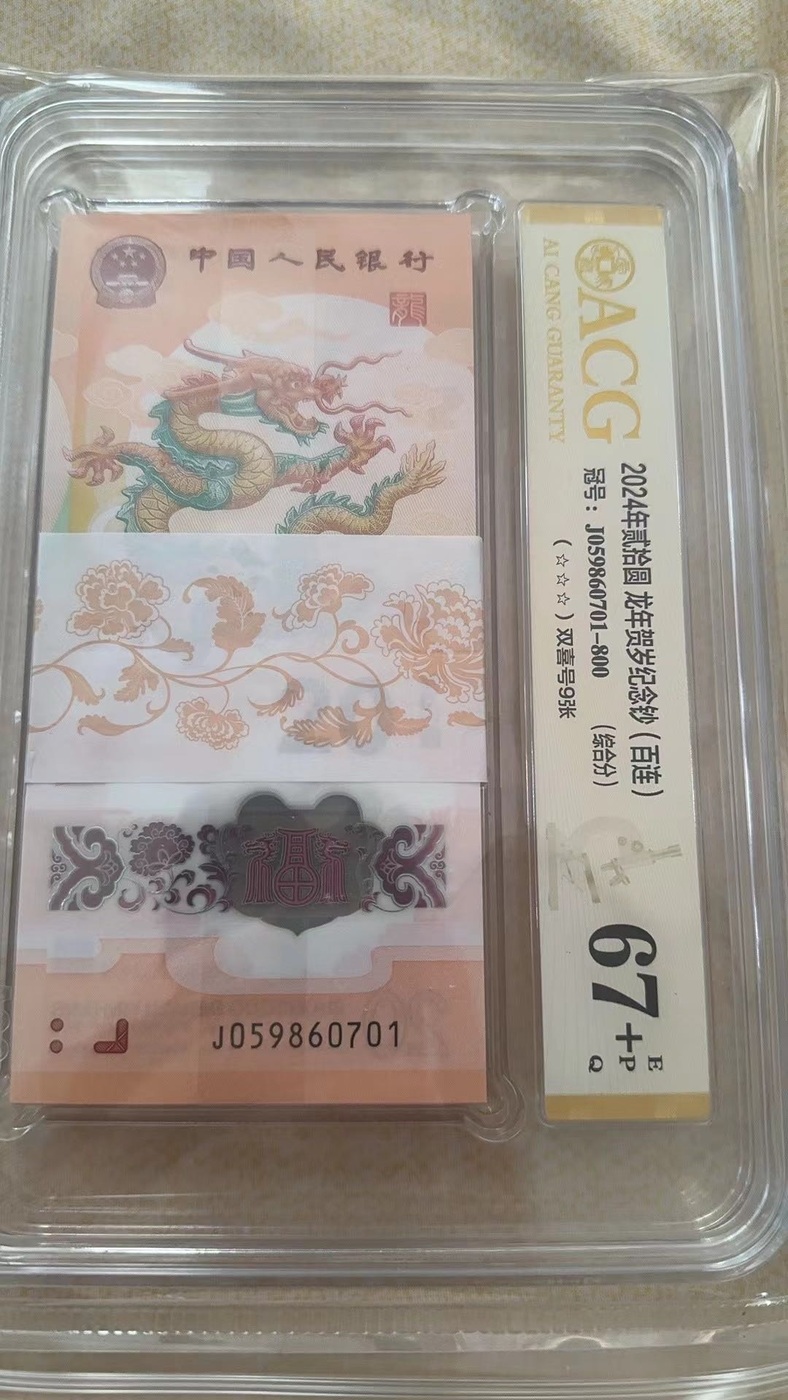 中国人民银行
龍
福
J059860701
ACG
AI CANG GUARANTY
2024年贰拾圆 龙年贺岁纪念钞（百连）
冠号：J059860701-800 （综合分）
（☆☆☆）双喜号9张
67+
E
P
Q